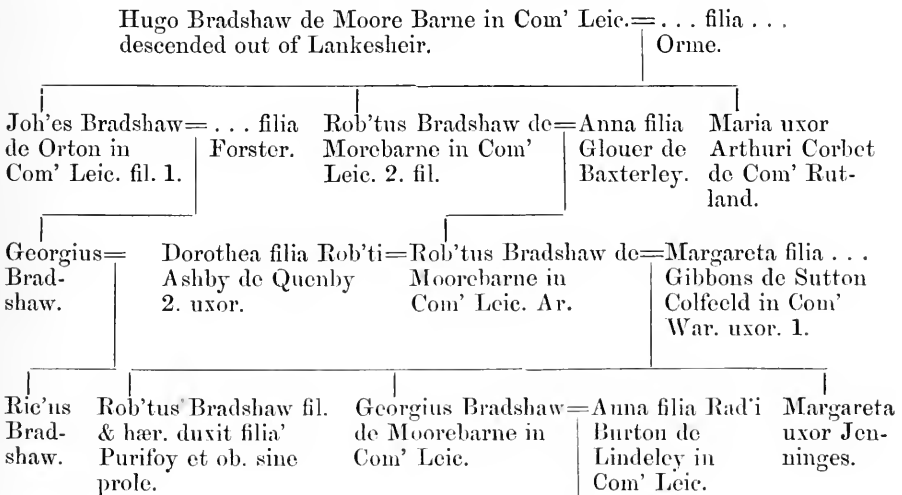 Hugo Bradshaw de Moore Barne in Com' Leic.=. . . filia . . .
descended out of Lankesheir.
Orme.
Joh'es Bradshaw=. . . filia
de Orton in
Forster.
Com' Leic. fil. 1.
Rob'tus Bradshaw de=Anna filia
Morebarne in Com'
Glouer de
Leic. 2. fil.
Baxterley.
Maria uxor
Arthuri Corbet
de Com' Rut-
land.
Georgius=
Brad-
shaw.
Dorothea filia Rob'ti=Rob'tus Bradshaw de=Margareta filia . . .
Ashby de Quenby
Moorebarne in
Gibbons de Sutton
2. uxor.
Com' Leic. Ar.
Colfeeld in Com'
War. uxor. 1.
Ric'us
Brad-
shaw.
Rob'tus Bradshaw fil.
& hær. duxit filia'
Purifoy et ob. sine
prole.
Georgius Bradshaw=Anna filia Rad'i
de Moorebarne in
Burton de
Com' Leic.
Lindeley in
Com' Leic.
Margareta
uxor Jen-
ninges.